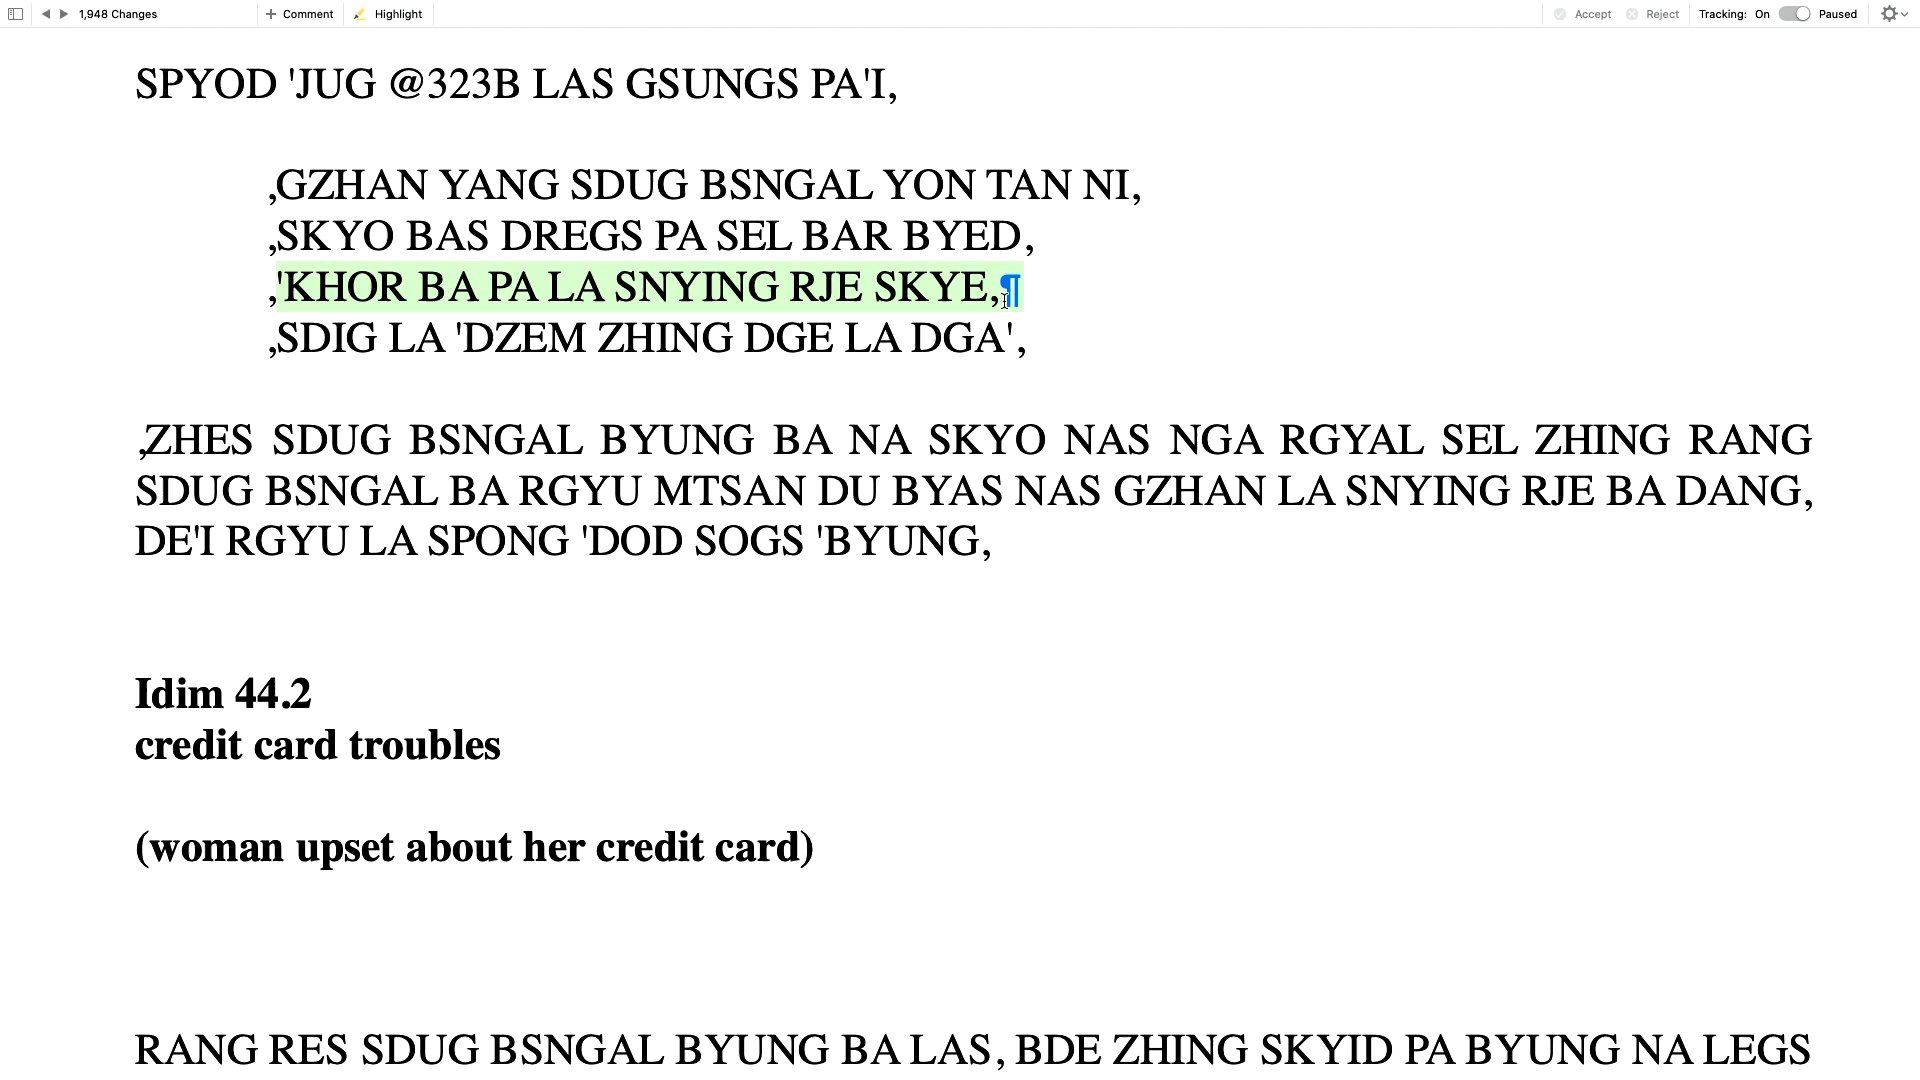 1,948 Changes Comment Highlight Accept Reject Tracking: On Paused
SPYOD 'JUG @323B LAS GSUNGS PA'I,
,GZHAN YANG SDUG BSNGAL YON TAN NI,
,SKYO BAS DREGS PA SEL BAR BYED,
,'KHOR BA PA LA SNYING RJE SKYE,¶
,SDIG LA 'DZEM ZHING DGE LA DGA',
,ZHES SDUG BSNGAL BYUNG BA NA SKYO NAS NGA RGYAL SEL ZHING RANG
SDUG BSNGAL BA RGYU MTSAN DU BYAS NAS GZHAN LA SNYING RJE BA DANG,
DE'I RGYU LA SPONG 'DOD SOGS 'BYUNG,
Idim 44.2
credit card troubles
(woman upset about her credit card)
RANG RES SDUG BSNGAL BYUNG BA LAS, BDE ZHING SKYID PA BYUNG NA LEGS